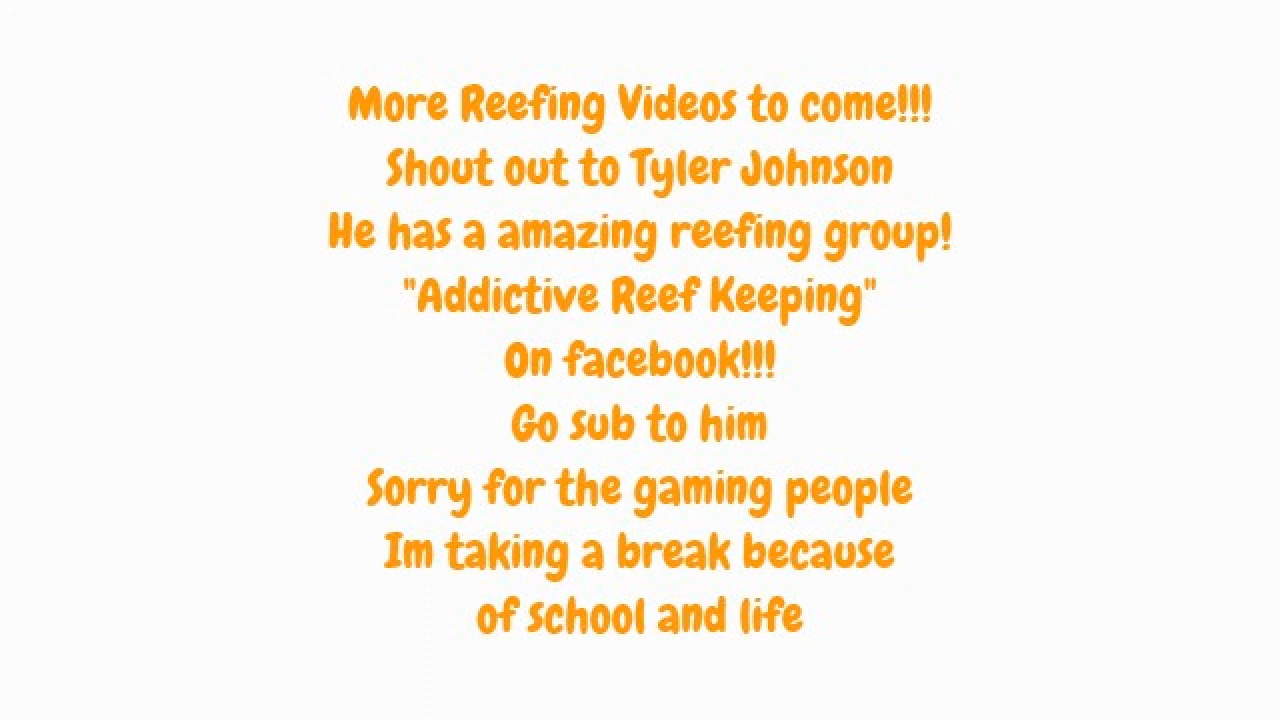 More Reefing Videos to come!!!
Shout out to Tyler Johnson
He has a amazing reefing group!
"Addictive Reef Keeping"
On facebook!!!
Go sub to him
Sorry for the gaming people
Im taking a break because
of school and life